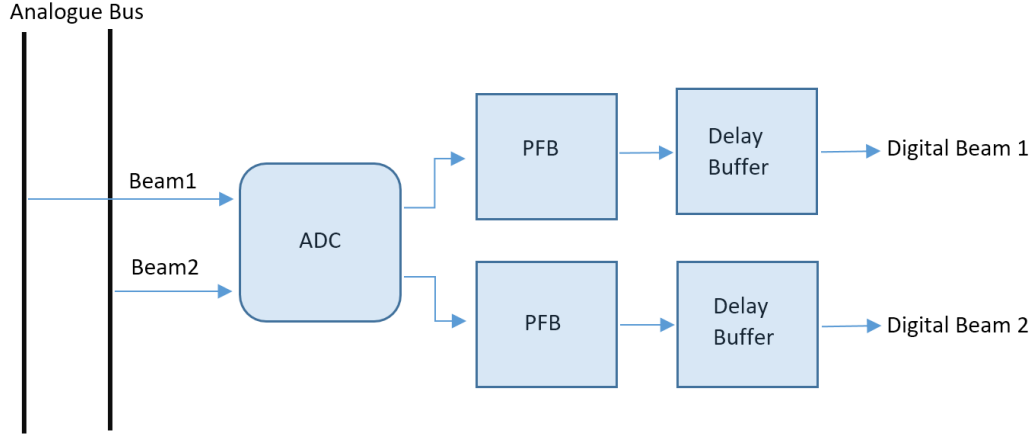 Analogue Bus
Beam1
Beam2
ADC
PFB
Delay
Buffer
Digital Beam 1
PFB
Delay
Buffer
Digital Beam 2